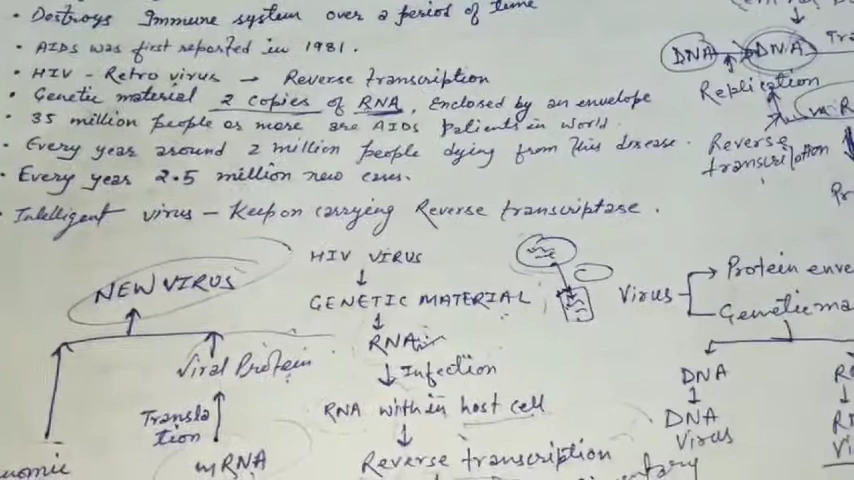 • Destroys Immune system over a period of time
• AIDs was first reported in 1981.
• HIV - Retro virus → Reverse transcription
• Genetic material 2 copies of RNA, Enclosed by an envelope
• 35 million people or more are AIDs Patients in world.
• Every year around 2 million people dying from this disease.
• Every years 2.5 million new cases.
• Intelligent virus - Keep on carrying Reverse transcriptase.
DNA → DNA
Replication
Reverse transcription
NEW VIRUS
Viral Protein
Translation
mRNA
HIV VIRUS
GENETIC MATERIAL
RNA
Infection
RNA within host cell
Reverse transcription
Virus
Protein
Genetic
DNA
DNA
Virus